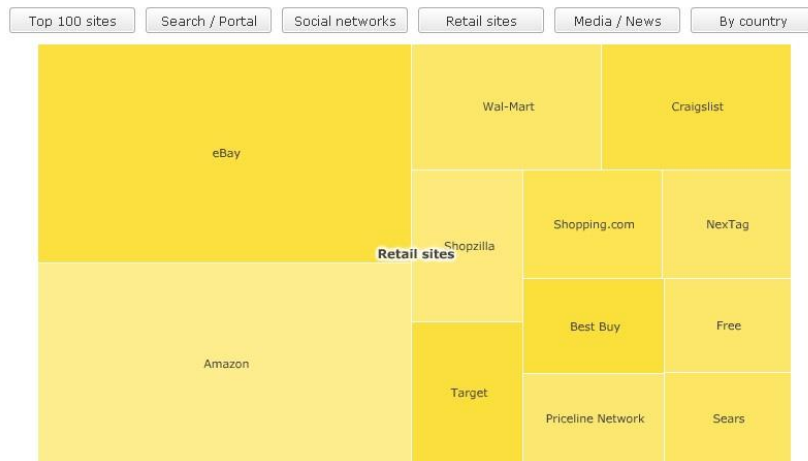 Top 100 sites
Search / Portal
Social networks
Retail sites
Media / News
By country
eBay
Wal-Mart
Craigslist
Shopzilla
Shopping.com
NexTag
Retail sites
Amazon
Target
Best Buy
Free
Priceline Network
Sears